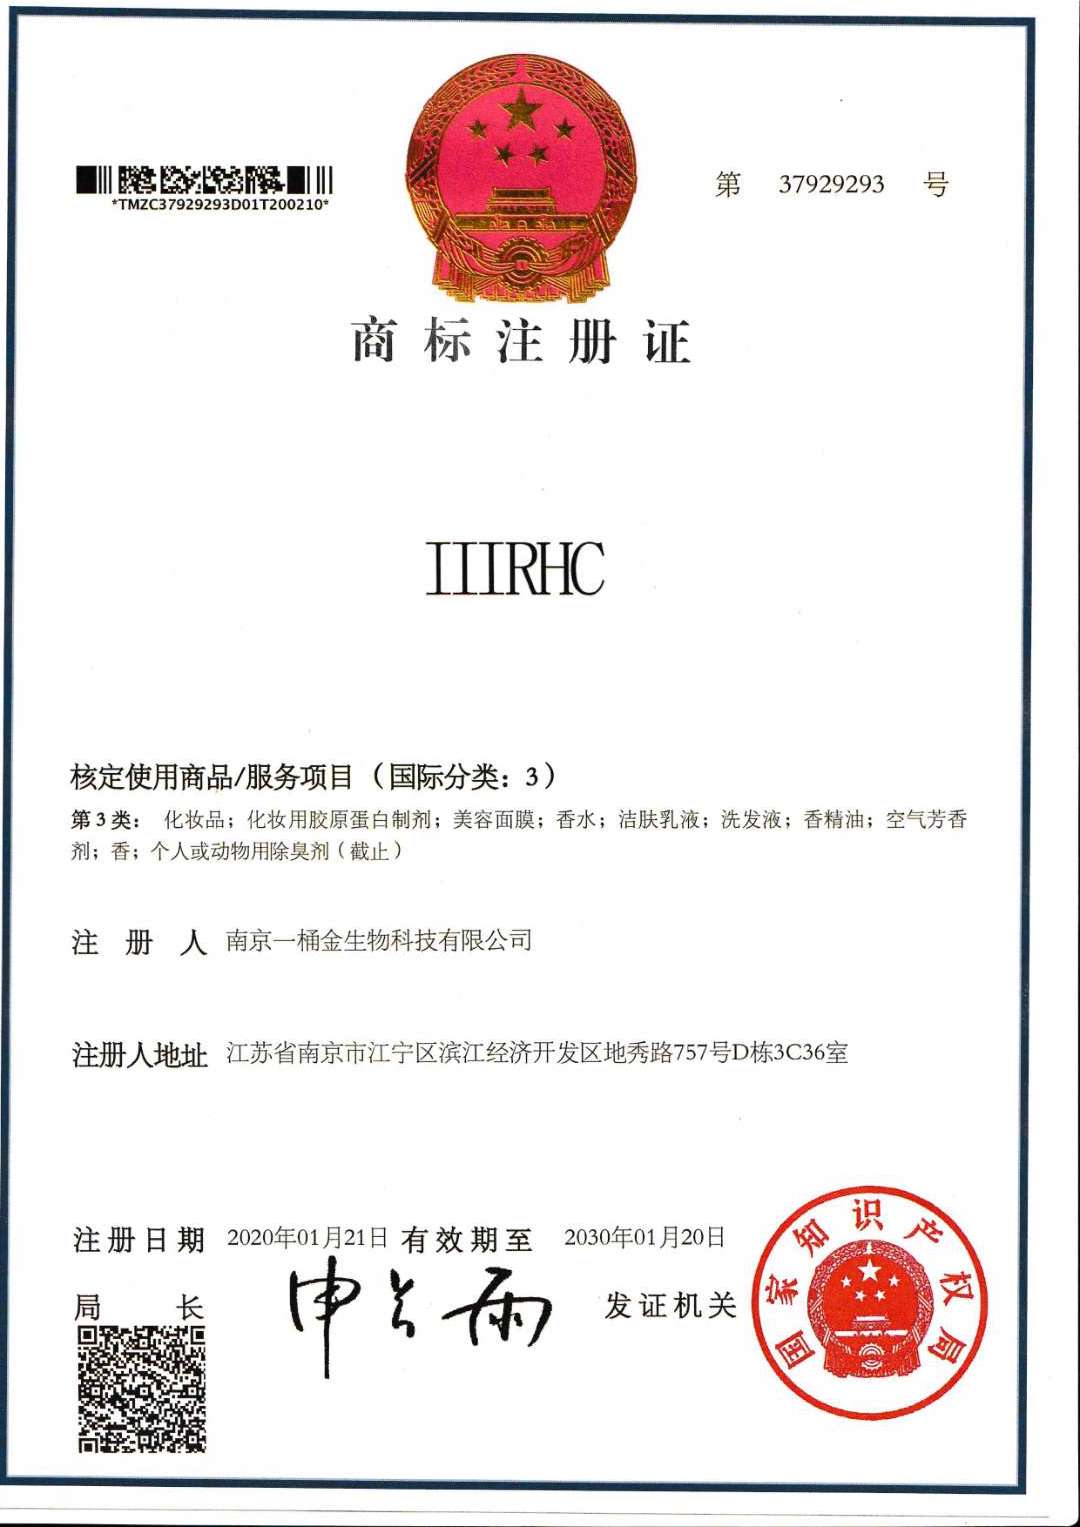 *TMZC37929293D01T200210*
第 37929293 号
商标注册证
IIIRHC
核定使用商品/服务项目（国际分类：3）
第3类： 化妆品；化妆用胶原蛋白制剂；美容面膜；香水；洁肤乳液；洗发液；香精油；空气芳香
剂；香；个人或动物用除臭剂（截止）
注册人 南京一桶金生物科技有限公司
注册人地址 江苏省南京市江宁区滨江经济开发区地秀路757号D栋3C36室
注册日期 2020年01月21日 有效期至 2030年01月20日
局长 申长雨 发证机关
国家知识产权局